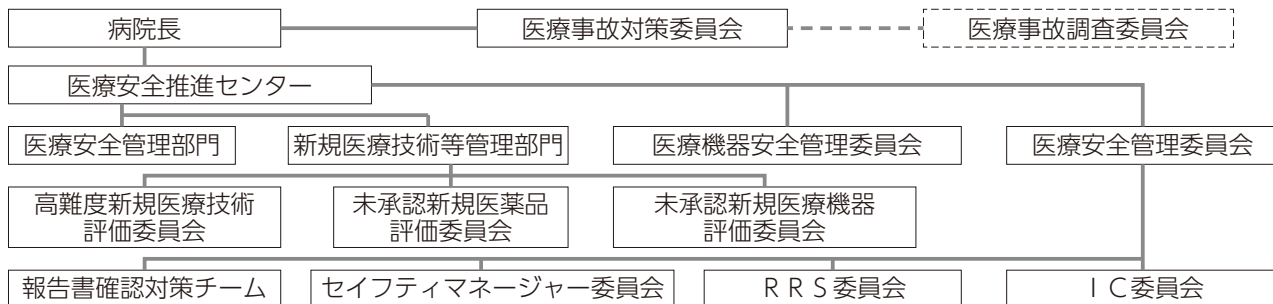 病院長
医療事故対策委員会
医療事故調査委員会
医療安全推進センター
医療安全管理部門
新規医療技術等管理部門
医療機器安全管理委員会
医療安全管理委員会
高難度新規医療技術
評価委員会
未承認新規医薬品
評価委員会
未承認新規医療機器
評価委員会
報告書確認対策チーム
セイフティマネージャー委員会
ＲＲＳ委員会
ＩＣ委員会